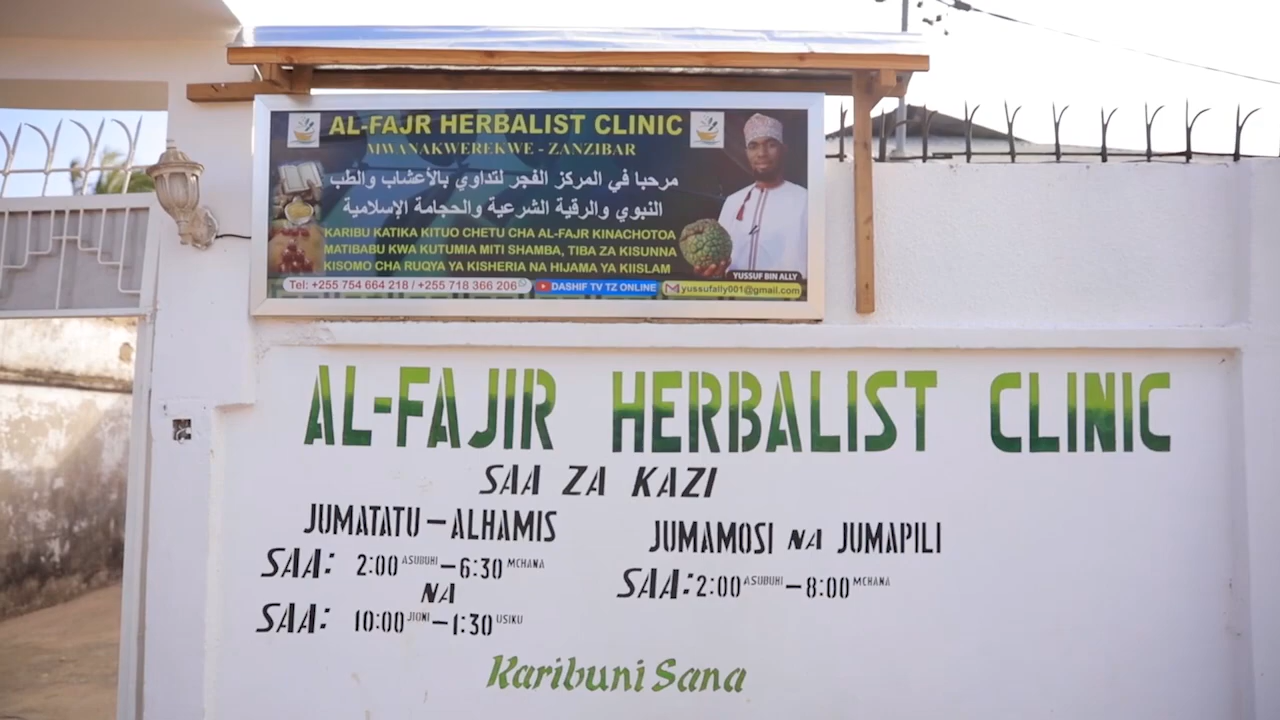 AL-FAJR HERBALIST CLINIC
MWANAKWEREKWE - ZANZIBAR
مرحبا في المركز الفجر لتداوي بالأعشاب والطب
النبوي والرقية الشرعية والحجامة الإسلامية
KARIBU KATIKA KITUO CHETU CHA AL-FAJR KINACHOTOA
MATIBABU KWA KUTUMIA MITI SHAMBA, TIBA ZA KISUNNA
KISOMO CHA RUQYA YA KISHERIA NA HIJAMA YA KIISLAM
YUSSUF BIN ALLY
Tel: +255 754 664 218 / +255 718 366 206 DASHIF TV TZ ONLINE yussufally001@gmail.com
AL-FAJIR HERBALIST CLINIC
SAA ZA KAZI
JUMATATU - ALHAMIS
SAA: 2:00 ASUBUHI - 6:30 MCHANA
NA
SAA: 10:00 JIONI - 1:30 USIKU
JUMAMOSI NA JUMAPILI
SAA: 2:00 ASUBUHI - 8:00 MCHANA
Karibuni Sana